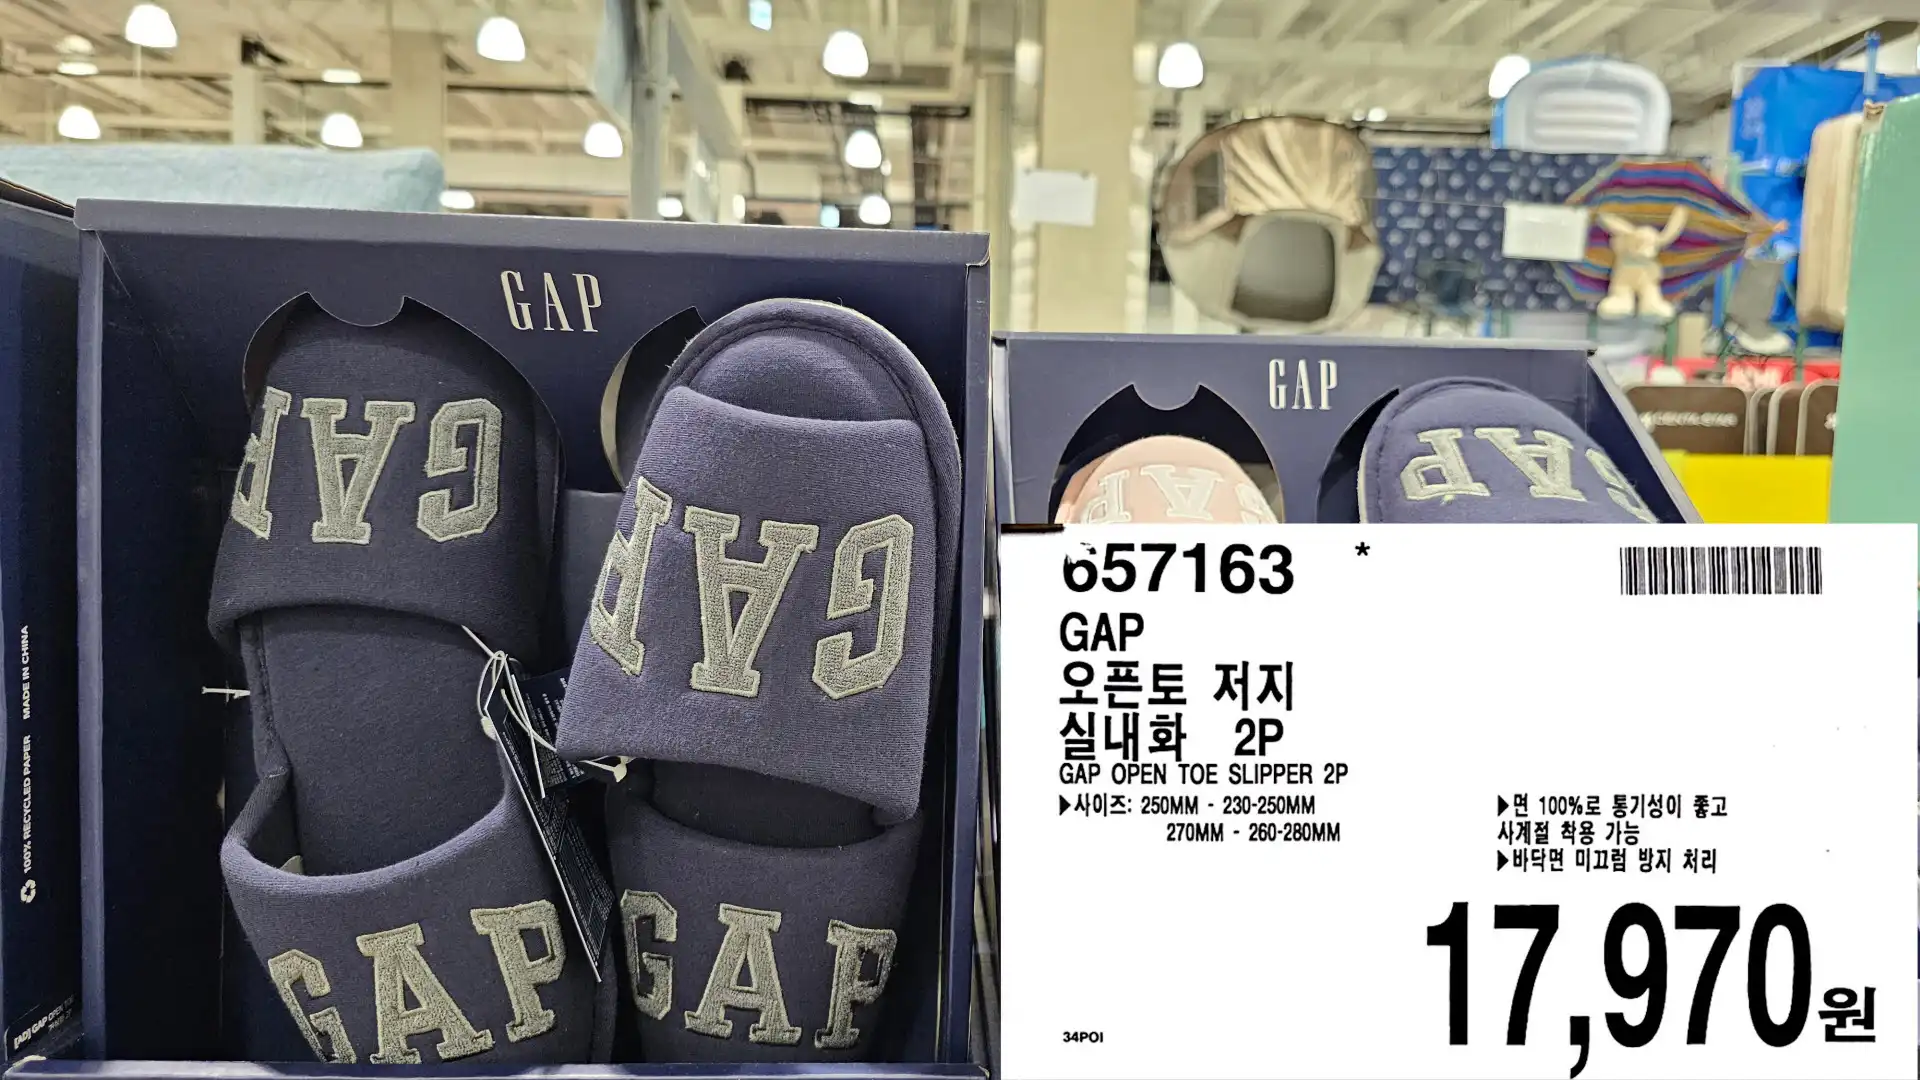 GAP
GAP
GAP
GAP
GAP
GAP
GAP
GAP
100% RECYCLED PAPER MADE IN CHINA
657163 *
GAP
오픈토 저지
실내화 2P
GAP OPEN TOE SLIPPER 2P
▶사이즈: 250MM - 230-250MM
270MM - 260-280MM
▶면 100%로 통기성이 좋고
사계절 착용 가능
▶바닥면 미끄럼 방지 처리
17,970원
34POI